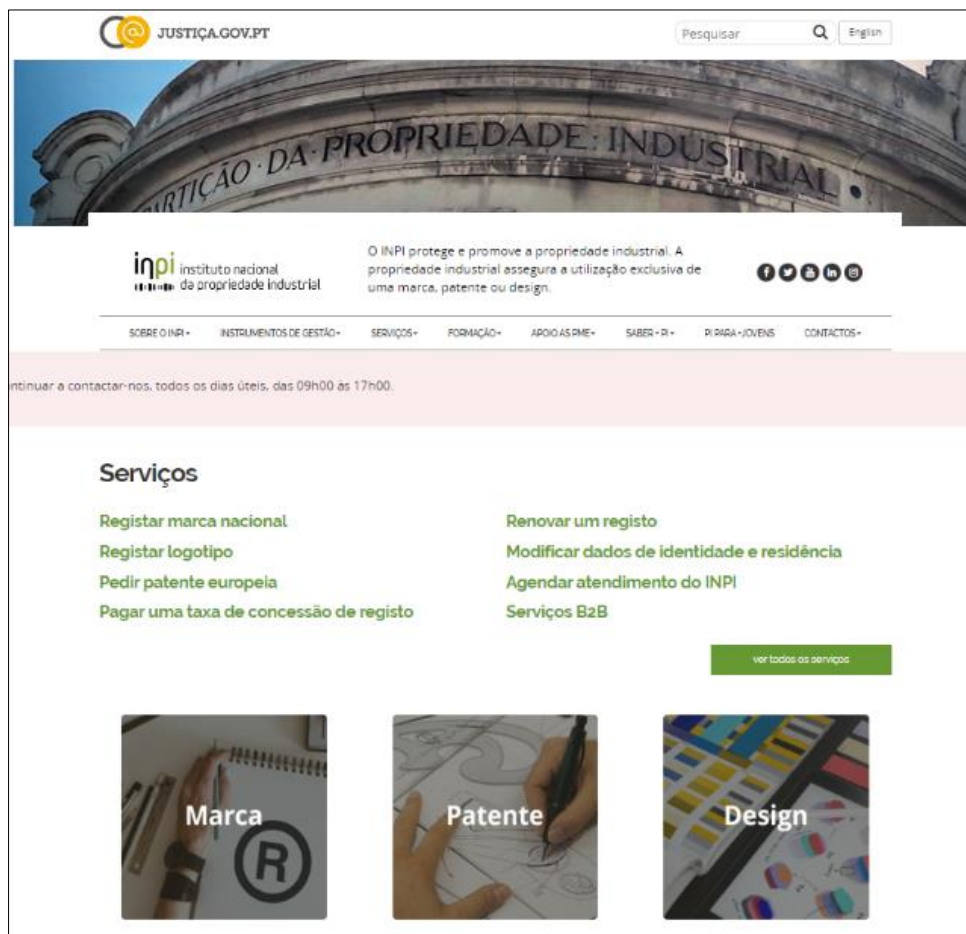 JUSTIÇA.GOV.PT
Pesquisar
English
PARTIÇÃO · DA · PROPRIEDADE · INDUSTRIAL
inpi instituto nacional
da propriedade industrial
O INPI protege e promove a propriedade industrial. A
propriedade industrial assegura a utilização exclusiva de
uma marca, patente ou design.
SOBRE O INPI
INSTRUMENTOS DE GESTÃO
SERVIÇOS
FORMAÇÃO
APOIO AS PME
SABER + PI
PI PARA + JOVENS
CONTACTOS
ntinuar a contactar-nos, todos os dias úteis, das 09h00 às 17h00.
Serviços
Registar marca nacional
Registar logotipo
Pedir patente europeia
Pagar uma taxa de concessão de registo
Renovar um registo
Modificar dados de identidade e residência
Agendar atendimento do INPI
Serviços B2B
ver todos os serviços
Marca
R
Patente
Design